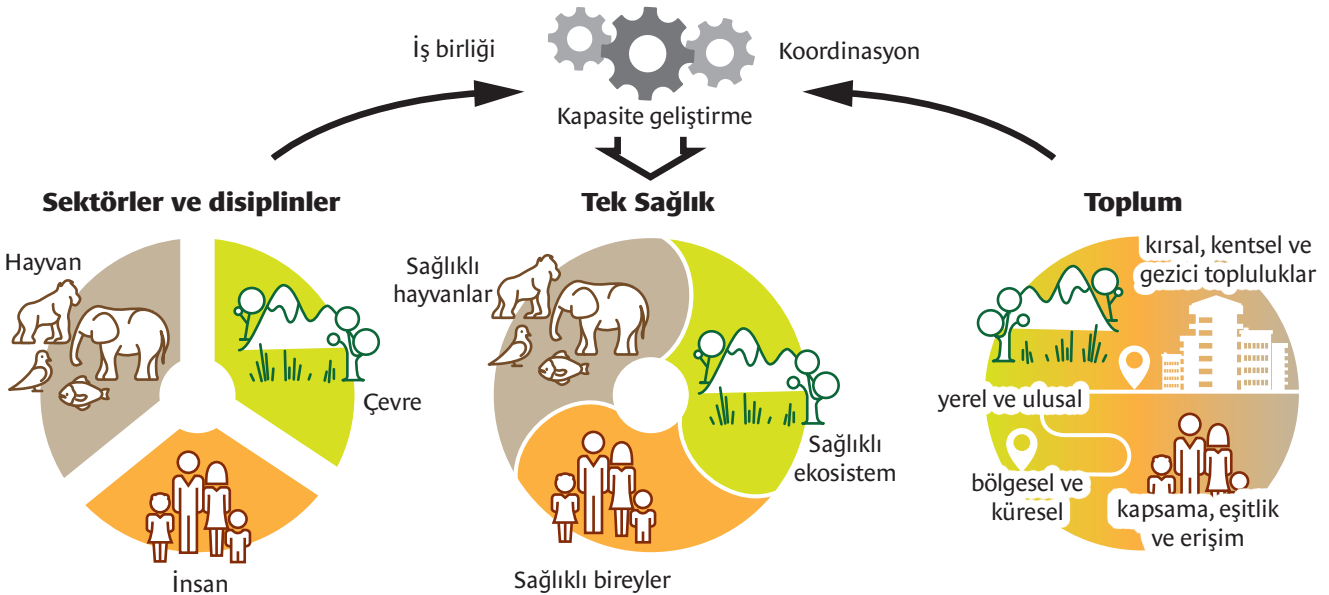 İş birliği
Koordinasyon
Kapasite geliştirme
Sektörler ve disiplinler
Hayvan
Çevre
İnsan
Tek Sağlık
Sağlıklı
hayvanlar
Sağlıklı
ekosistem
Sağlıklı bireyler
Toplum
kırsal, kentsel ve
gezici topluluklar
yerel ve ulusal
bölgesel ve
küresel
kapsama, eşitlik
ve erişim